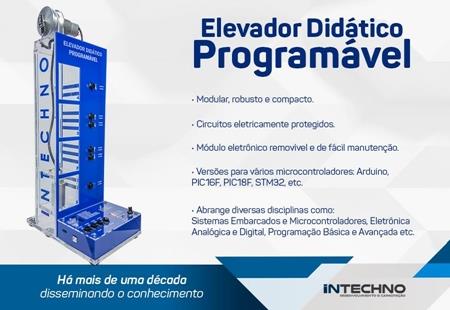 Elevador Didático
Programável
ELEVADOR DIDÁTICO
PROGRAMÁVEL
INTECHNO
• Modular, robusto e compacto.
• Circuitos eletricamente protegidos.
• Módulo eletrônico removível e de fácil manutenção.
• Versões para vários microcontroladores: Arduino,
PIC16F, PIC18F, STM32, etc.
• Abrange diversas disciplinas como:
Sistemas Embarcados e Microcontroladores, Eletrônica
Analógica e Digital, Programação Básica e Avançada etc.
Há mais de uma década
disseminando o conhecimento
INTECHNO
DESENVOLVIMENTO E CAPACITAÇÃO